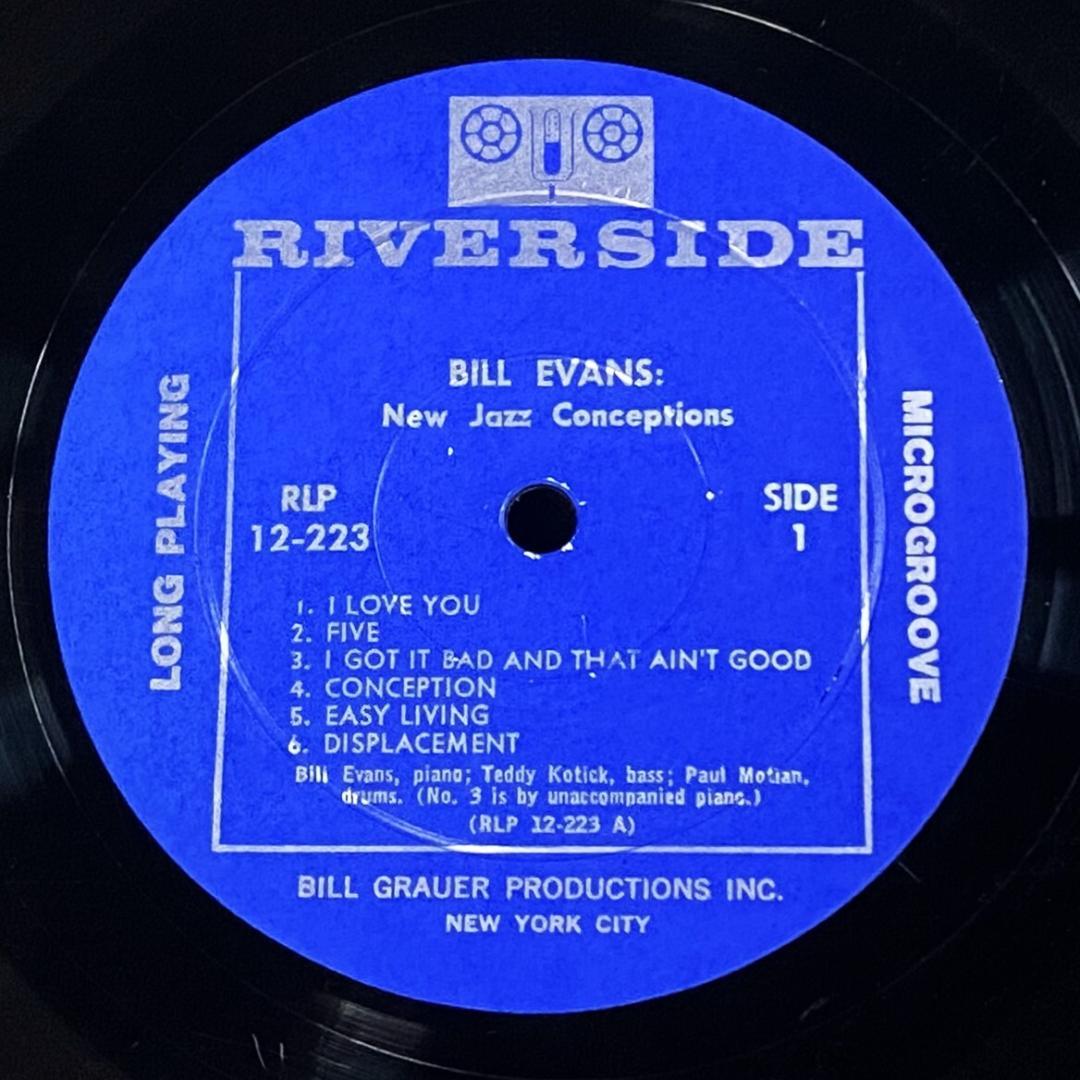 RIVERSIDE
BILL EVANS:
New Jazz Conceptions
LONG PLAYING
MICROGROOVE
RLP
12-223
SIDE
1
1. I LOVE YOU
2. FIVE
3. I GOT IT BAD AND THAT AIN'T GOOD
4. CONCEPTION
5. EASY LIVING
6. DISPLACEMENT
Bill Evans, piano; Teddy Kotick, bass; Paul Motian,
drums. (No. 3 is by unaccompanied piano.)
(RLP 12-223 A)
BILL GRAUER PRODUCTIONS INC.
NEW YORK CITY